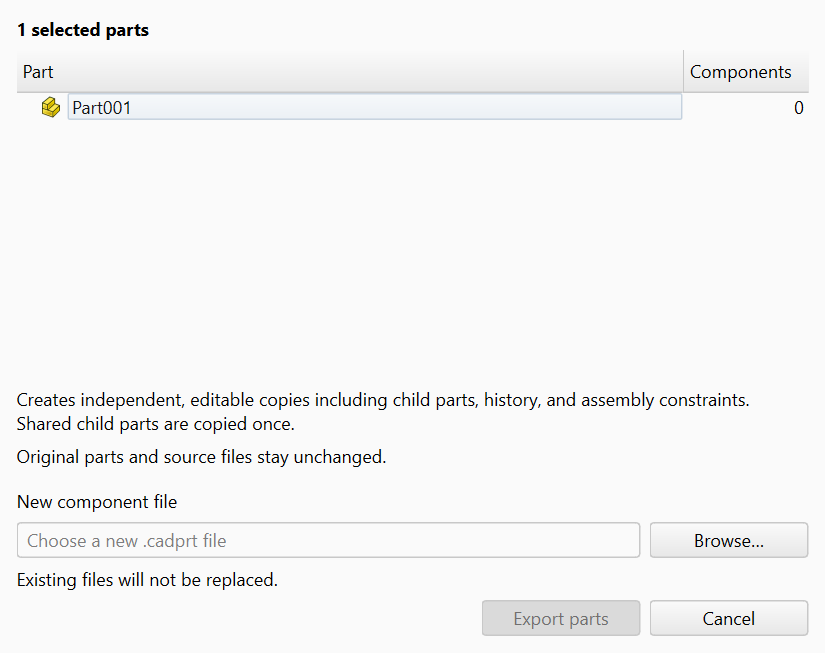 1 selected parts
Part
Components
Part001
0
Creates independent, editable copies including child parts, history, and assembly constraints.
Shared child parts are copied once.
Original parts and source files stay unchanged.
New component file
Choose a new .cadprt file
Browse...
Existing files will not be replaced.
Export parts
Cancel